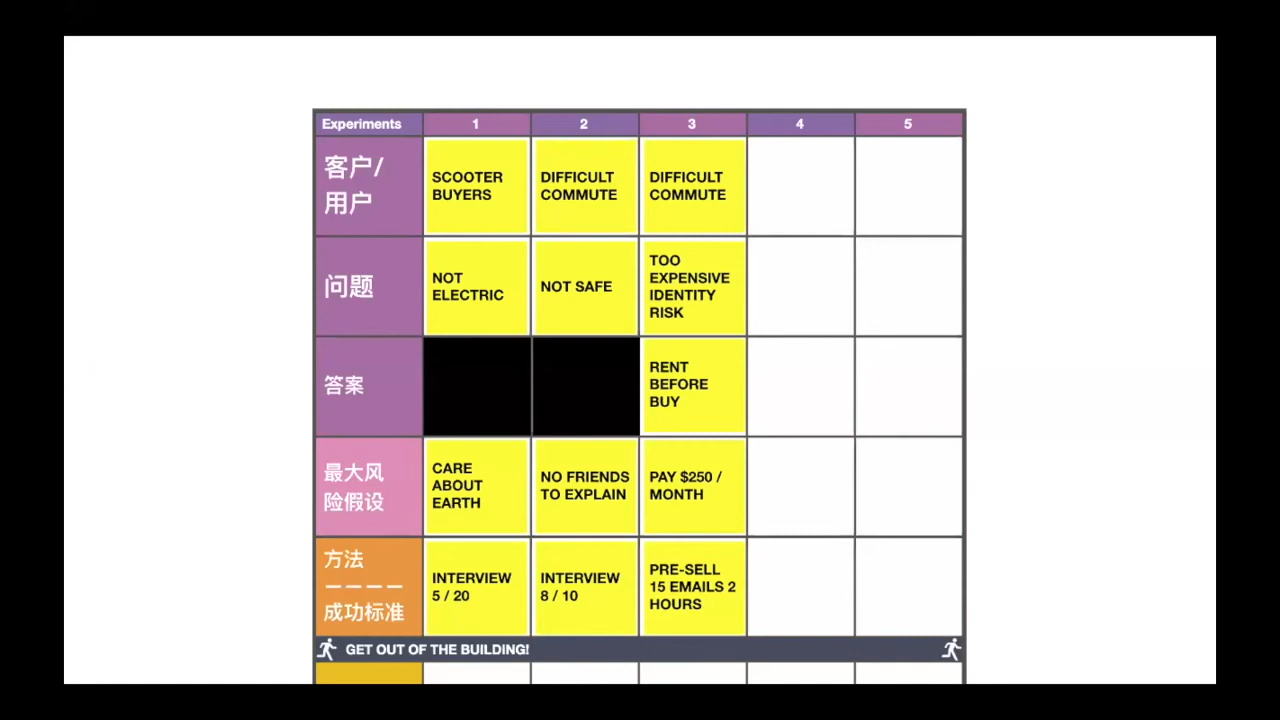 Experiments 1 2 3 4 5
客户/
用户
SCOOTER
BUYERS
DIFFICULT
COMMUTE
DIFFICULT
COMMUTE
问题
NOT
ELECTRIC
NOT SAFE
TOO
EXPENSIVE
IDENTITY
RISK
答案
RENT
BEFORE
BUY
最大风
险假设
CARE
ABOUT
EARTH
NO FRIENDS
TO EXPLAIN
PAY $250 /
MONTH
方法
————
成功标准
INTERVIEW
5 / 20
INTERVIEW
8 / 10
PRE-SELL
15 EMAILS 2
HOURS
GET OUT OF THE BUILDING!